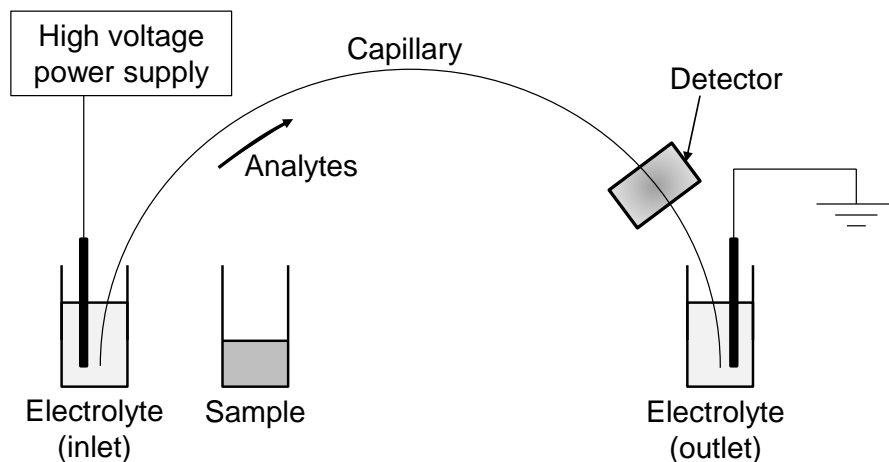 High voltage
power supply
Capillary
Detector
Analytes
Electrolyte
(inlet)
Sample
Electrolyte
(outlet)